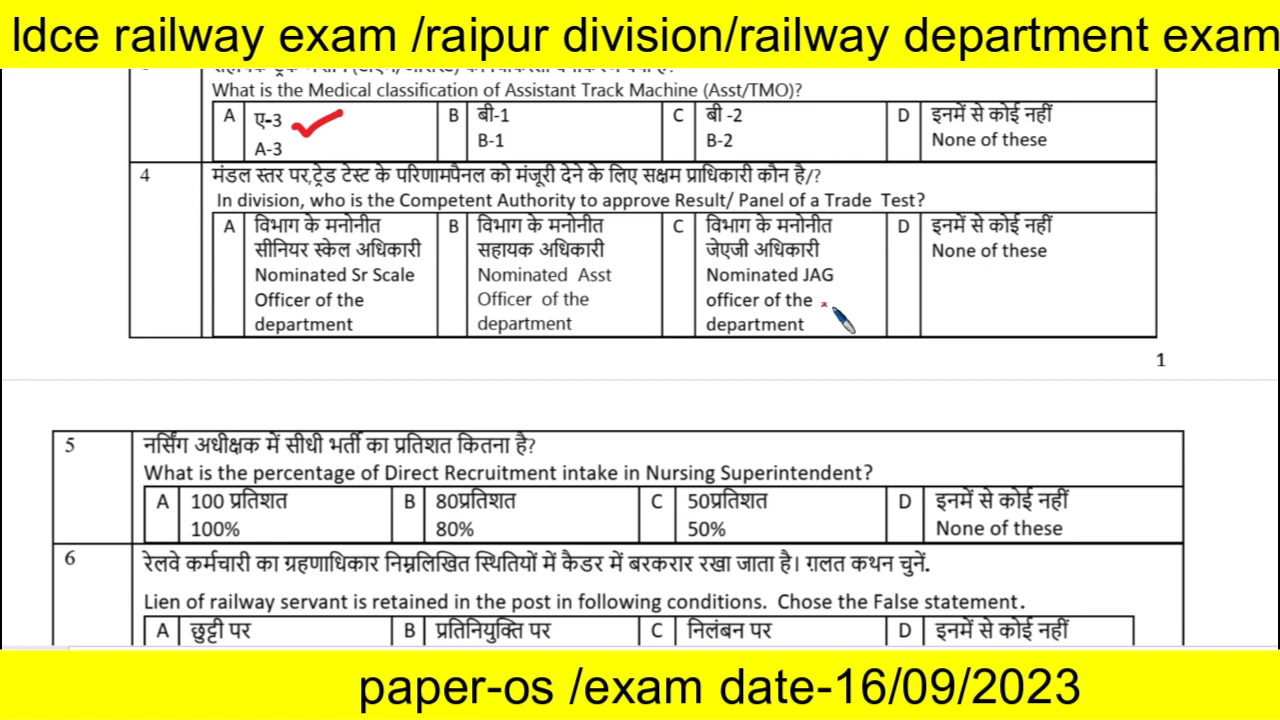 ldce railway exam /raipur division/railway department exam
What is the Medical classification of Assistant Track Machine (Asst/TMO)?
A ए-3 B बी-1 C बी -2 D इनमें से कोई नहीं
A-3 B-1 B-2 None of these
4 मंडल स्तर पर,ट्रेड टेस्ट के परिणामपैनल को मंजूरी देने के लिए सक्षम प्राधिकारी कौन है/?
In division, who is the Competent Authority to approve Result/ Panel of a Trade Test?
A विभाग के मनोनीत B विभाग के मनोनीत C विभाग के मनोनीत D इनमें से कोई नहीं
सीनियर स्केल अधिकारी सहायक अधिकारी जेएजी अधिकारी None of these
Nominated Sr Scale Nominated Asst Nominated JAG
Officer of the Officer of the officer of the
department department department
1
5 नर्सिंग अधीक्षक में सीधी भर्ती का प्रतिशत कितना है?
What is the percentage of Direct Recruitment intake in Nursing Superintendent?
A 100 प्रतिशत B 80प्रतिशत C 50प्रतिशत D इनमें से कोई नहीं
100% 80% 50% None of these
6 रेलवे कर्मचारी का ग्रहणाधिकार निम्नलिखित स्थितियों में कैडर में बरकरार रखा जाता है। ग़लत कथन चुनें.
Lien of railway servant is retained in the post in following conditions. Chose the False statement.
A छुट्टी पर B प्रतिनियुक्ति पर C निलंबन पर D इनमें से कोई नहीं
paper-os /exam date-16/09/2023